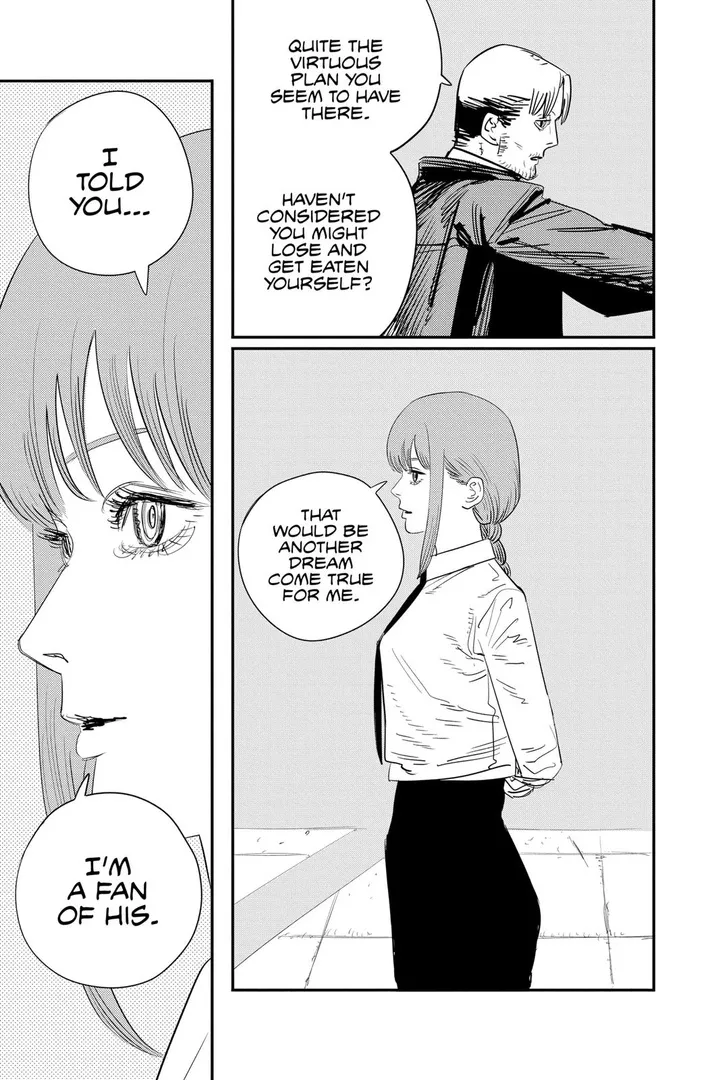 QUITE THE
VIRTUOUS
PLAN YOU
SEEM TO HAVE
THERE.
HAVEN'T
CONSIDERED
YOU MIGHT
LOSE AND
GET EATEN
YOURSELF?
THAT
WOULD BE
ANOTHER
DREAM
COME TRUE
FOR ME.
I
TOLD
YOU...
I'M
A FAN
OF HIS.